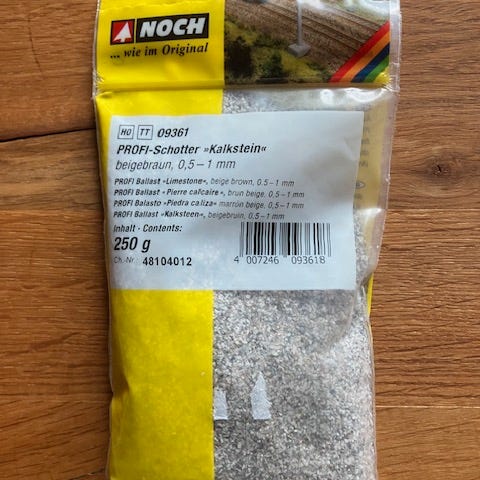 NOCH
... wie im Original
H0 TT 09361
PROFI-Schotter »Kalkstein«
beigebraun, 0,5 – 1 mm
PROFI Ballast »Limestone«, beige brown, 0,5 – 1 mm
PROFI Ballast « Pierre calcaire », brun beige, 0,5 – 1 mm
PROFI Balasto »Piedra caliza« marrón beige, 0,5 – 1 mm
PROFI Ballast »Kalksteen«, beigebruin, 0,5 – 1 mm
Inhalt · Contents:
250 g
Ch.-Nr.: 48104012
4 007246 093618